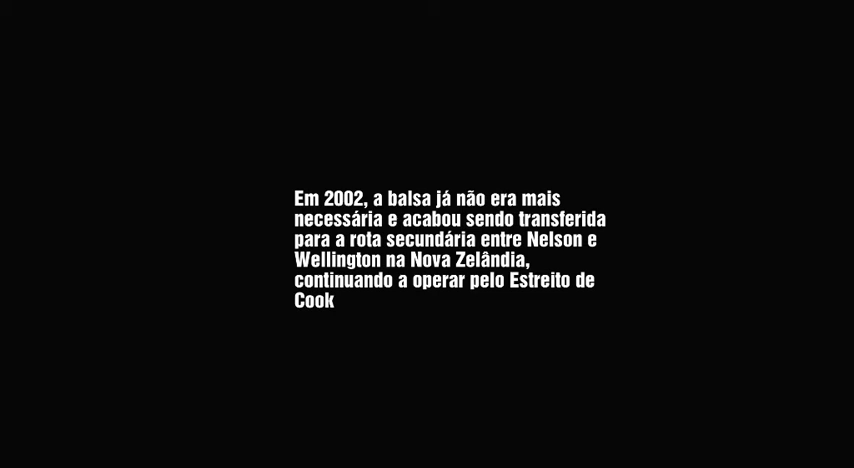 Em 2002, a balsa já não era mais
necessária e acabou sendo transferida
para a rota secundária entre Nelson e
Wellington na Nova Zelândia,
continuando a operar pelo Estreito de
Cook